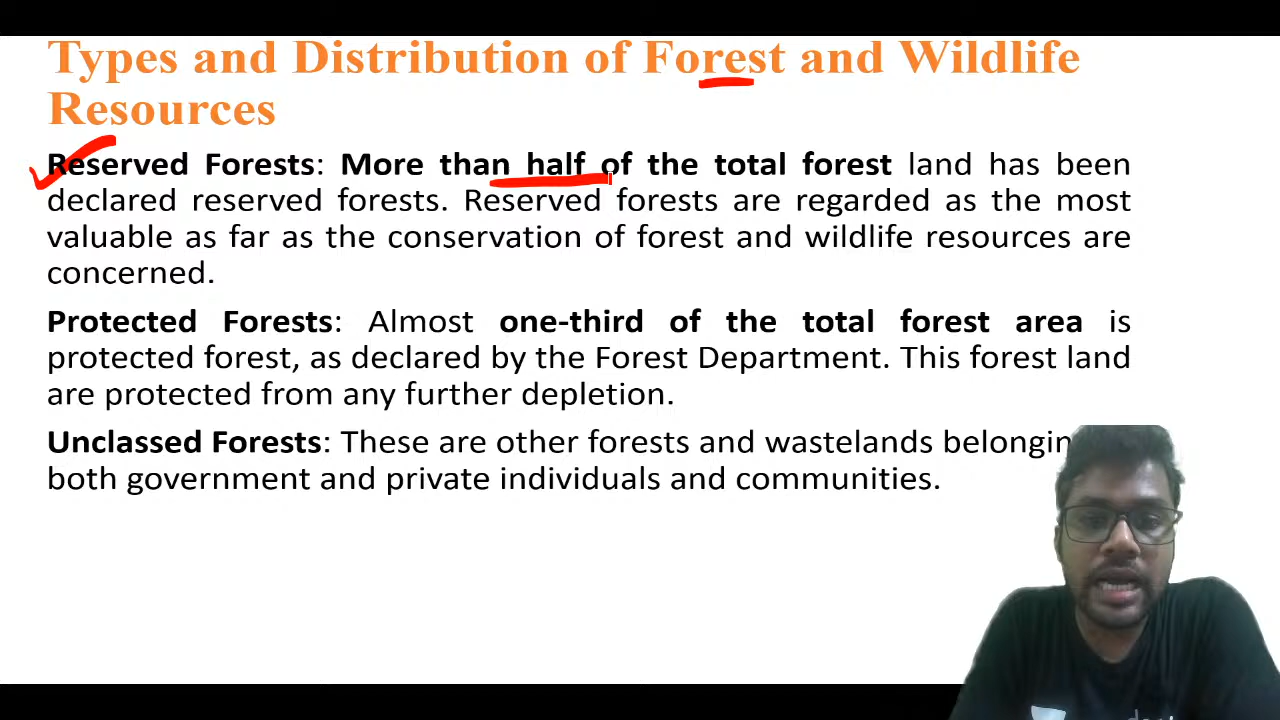 Types and Distribution of Forest and Wildlife
Resources
Reserved Forests: More than half of the total forest land has been
declared reserved forests. Reserved forests are regarded as the most
valuable as far as the conservation of forest and wildlife resources are
concerned.
Protected Forests: Almost one-third of the total forest area is
protected forest, as declared by the Forest Department. This forest land
are protected from any further depletion.
Unclassed Forests: These are other forests and wastelands
both government and private individuals and communities.